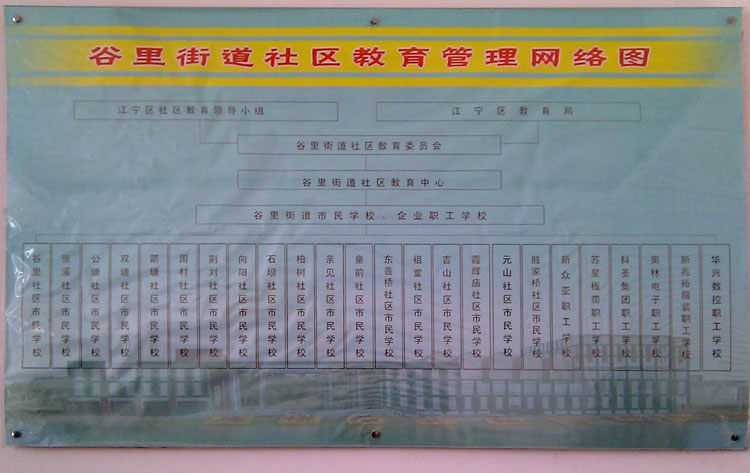 谷里街道社区教育管理网络图
江宁区社区教育领导小组
江宁区教育局
谷里街道社区教育委员会
谷里街道社区教育中心
谷里街道市民学校、企业职工学校
谷里社区市民学校
张溪社区市民学校
公塘社区市民学校
双塘社区市民学校
箭塘社区市民学校
周村社区市民学校
荆刘社区市民学校
向阳社区市民学校
石坝社区市民学校
柏树社区市民学校
亲见社区市民学校
童前社区市民学校
东善桥社区市民学校
祖堂社区市民学校
吉山社区市民学校
霞辉庙社区市民学校
元山社区市民学校
胜家桥社区市民学校
新众亚职工学校
苏星板带职工学校
科圣集团职工学校
奥林电子职工学校
新兆裕服装职工学校
华兴数控职工学校